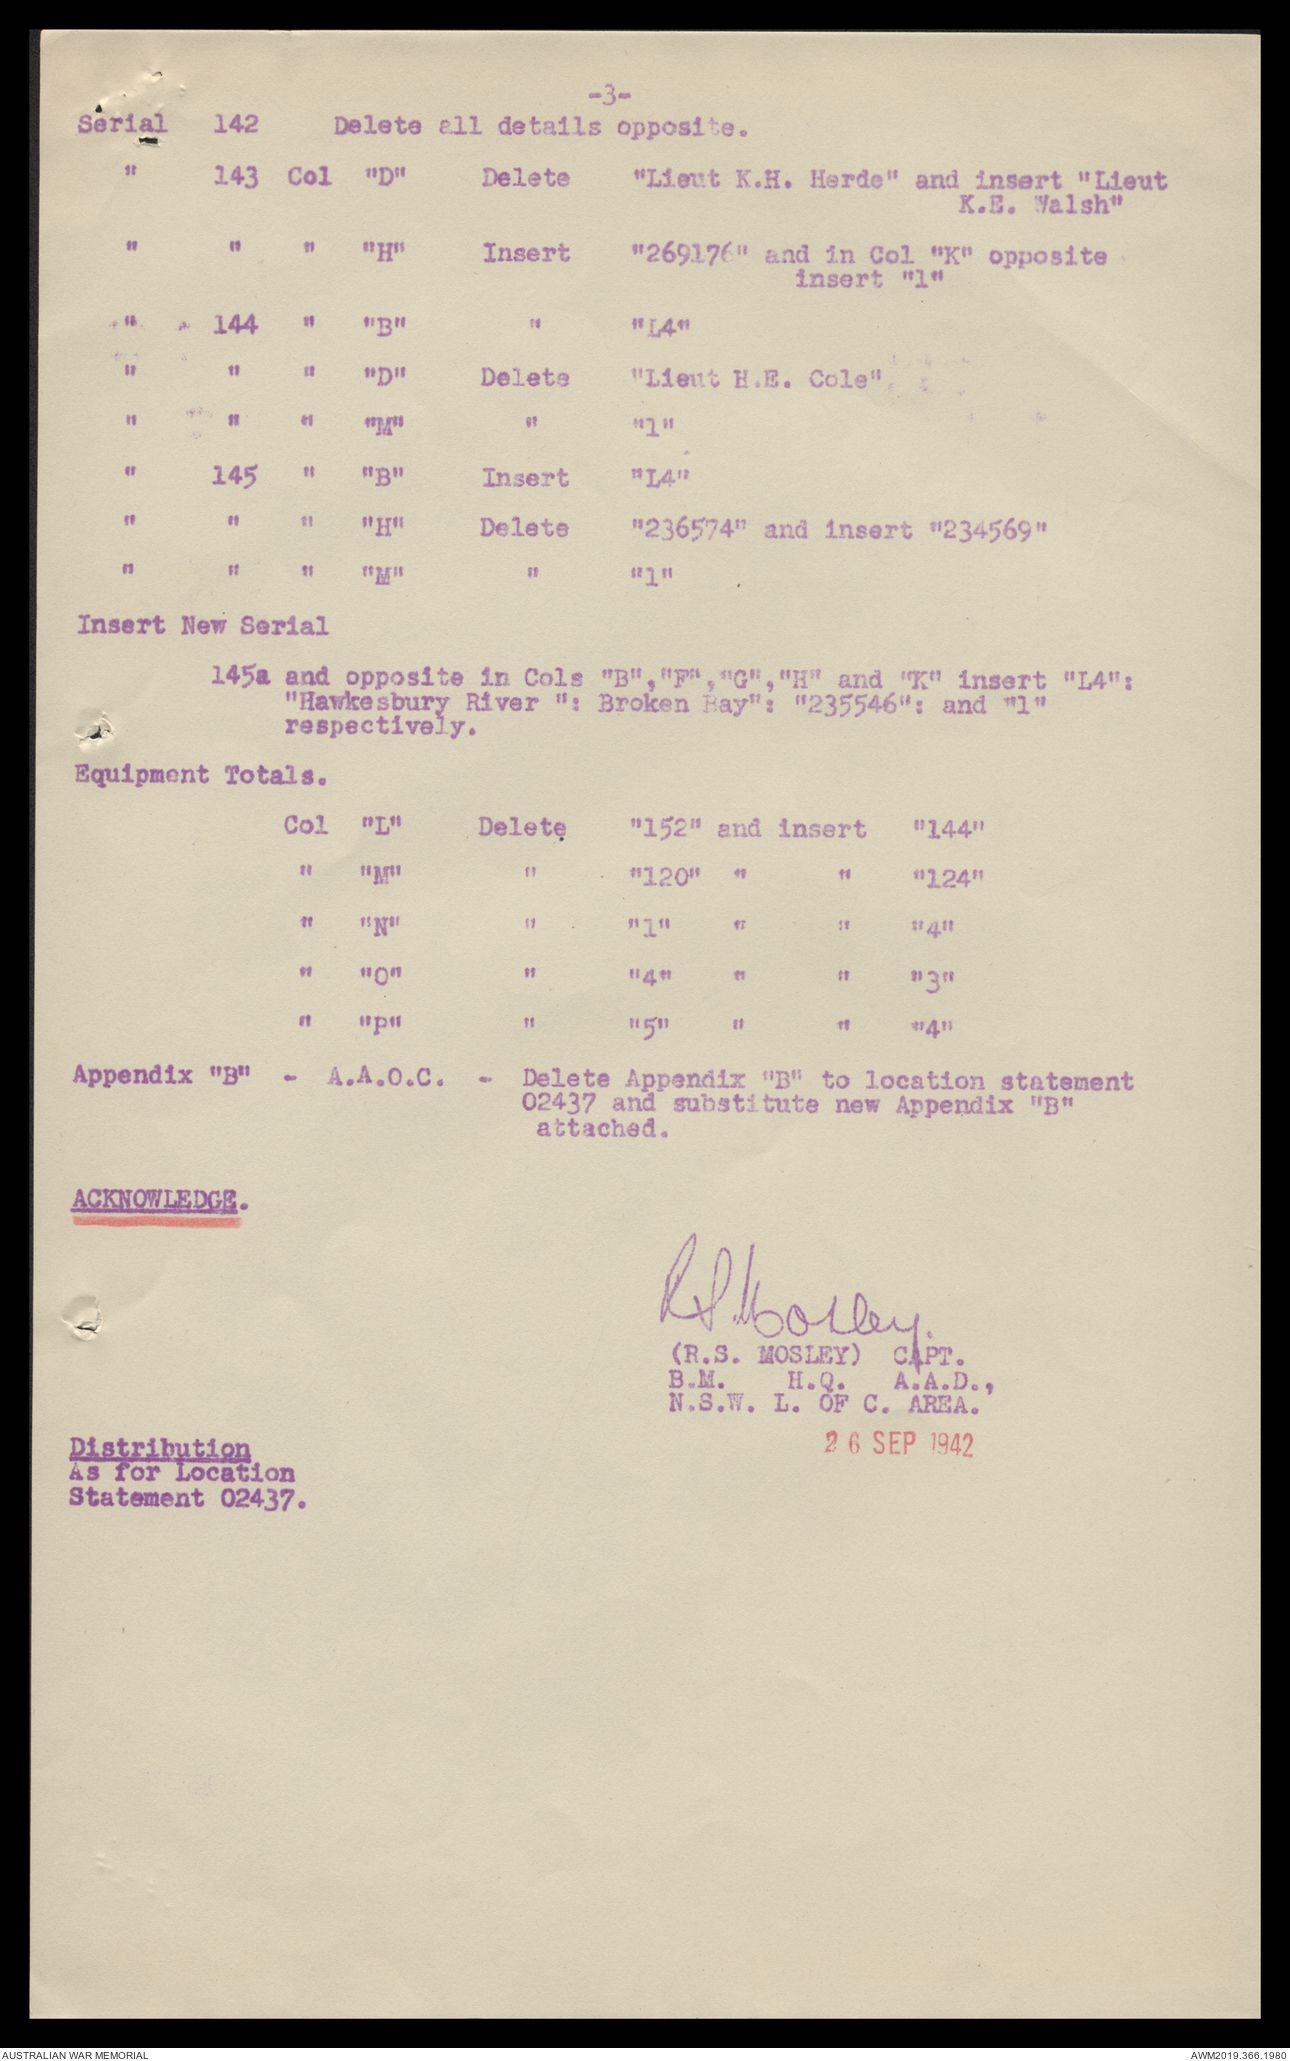 -3-
Serial 142 Delete all details opposite.
" 143 Col "D" Delete "Lieut K.H. Herde" and insert "Lieut
K.E. Walsh"
" " " "H" Insert "269176" and in Col "K" opposite
insert "1"
" 144 " "B" " "L4"
" " " "D" Delete "Lieut H.E. Cole"
" " " "M" " "1"
" 145 " "B" Insert "L4"
" " " "H" Delete "236574" and insert "234569"
" " " "M" " "1"
Insert New Serial
145a and opposite in Cols "B","F","G","H" and "K" insert "L4":
"Hawkesbury River ": Broken Bay": "235546": and "1"
respectively.
Equipment Totals.
Col "L" Delete "152" and insert "144"
" "M" " "120" " " "124"
" "N" " "1" " " "4"
" "O" " "4" " " "3"
" "P" " "5" " " "4"
Appendix "B" - A.A.O.C. - Delete Appendix "B" to location statement
02437 and substitute new Appendix "B"
attached.
ACKNOWLEDGE.
R.S. Mosley.
(R.S. MOSLEY) CAPT.
B.M. H.Q. A.A.D.,
N.S.W. L. OF C. AREA.
26 SEP 1942
Distribution
As for Location
Statement 02437.
AUSTRALIAN WAR MEMORIAL
AWM2019.366.1980